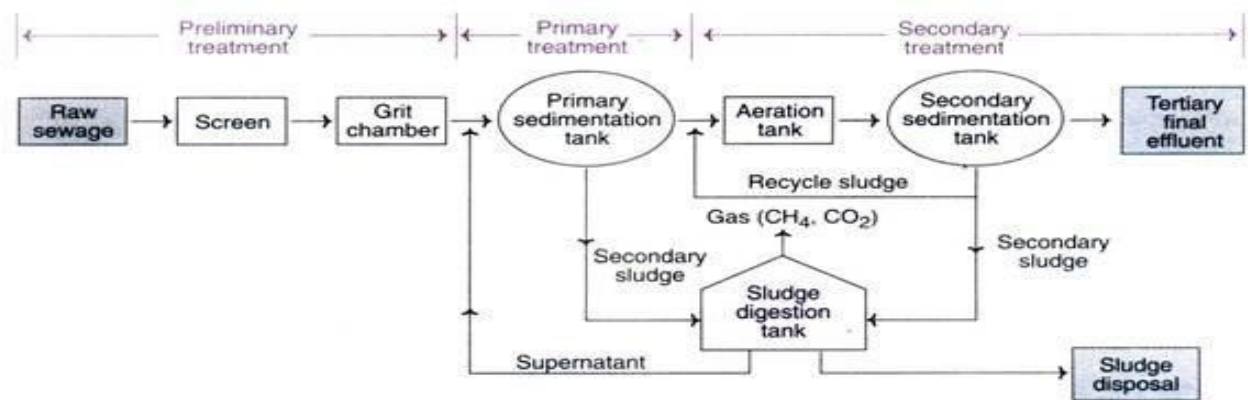 Preliminary
treatment
Primary
treatment
Secondary
treatment
Raw
sewage
Screen
Grit
chamber
Primary
sedimentation
tank
Aeration
tank
Secondary
sedimentation
tank
Tertiary
final
effluent
Recycle sludge
Gas (CH₄, CO₂)
Secondary
sludge
Secondary
sludge
Sludge
digestion
tank
Supernatant
Sludge
disposal